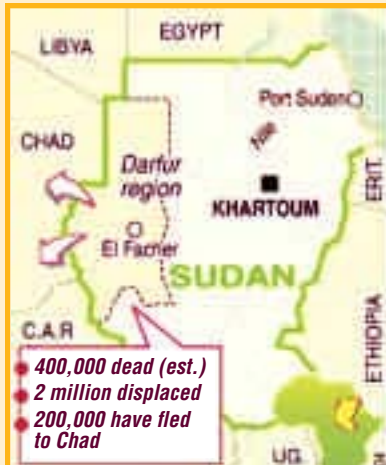 EGYPT
LIBYA
Port Sudan
CHAD
Nile
Darfur
region
ERIT.
KHARTOUM
El Facher
SUDAN
ETHIOPIA
C.A.R
400,000 dead (est.)
2 million displaced
200,000 have fled
to Chad
UG.